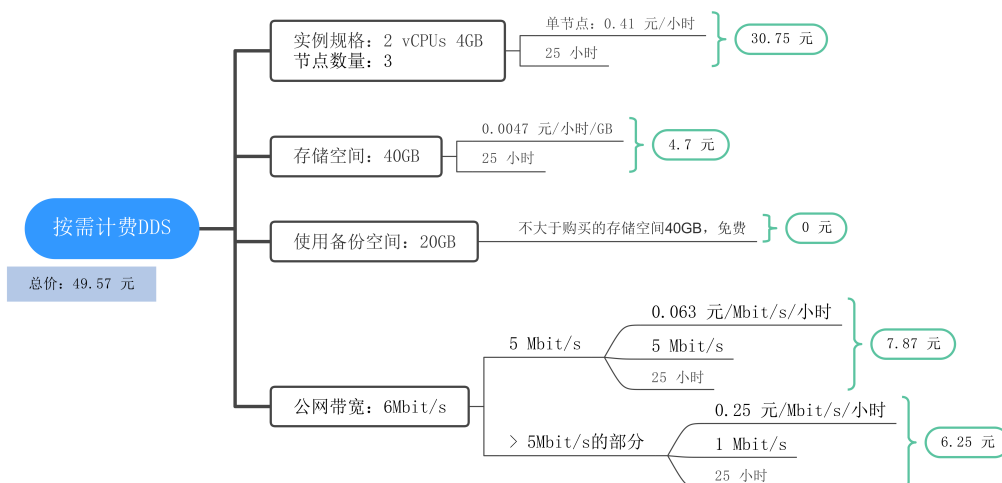 按需计费DDS
总价：49.57 元
实例规格：2 vCPUs 4GB
节点数量：3
单节点：0.41 元/小时
25 小时
30.75 元
存储空间：40GB
0.0047 元/小时/GB
25 小时
4.7 元
使用备份空间：20GB
不大于购买的存储空间40GB，免费
0 元
公网带宽：6Mbit/s
5 Mbit/s
0.063 元/Mbit/s/小时
5 Mbit/s
25 小时
7.87 元
> 5Mbit/s的部分
0.25 元/Mbit/s/小时
1 Mbit/s
25 小时
6.25 元